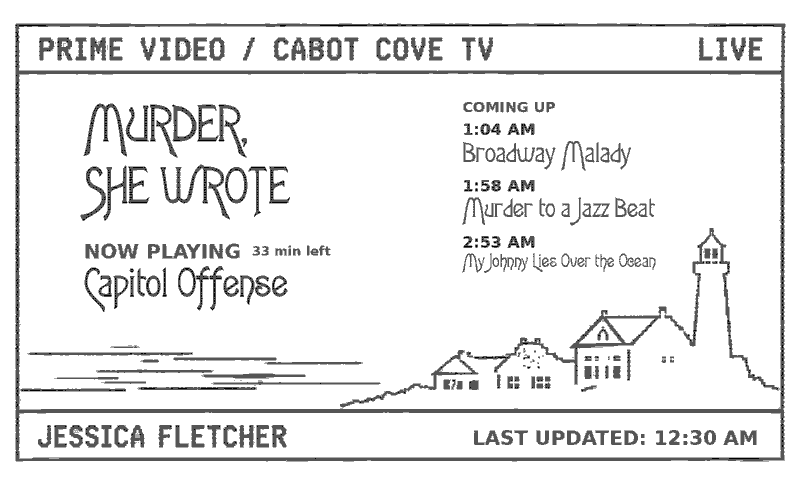 PRIME VIDEO / CABOT COVE TV
LIVE
MURDER,
SHE WROTE
NOW PLAYING 33 min left
Capitol Offense
COMING UP
1:04 AM
Broadway Malady
1:58 AM
Murder to a Jazz Beat
2:53 AM
My Johnny Lies Over the Ocean
JESSICA FLETCHER
LAST UPDATED: 12:30 AM